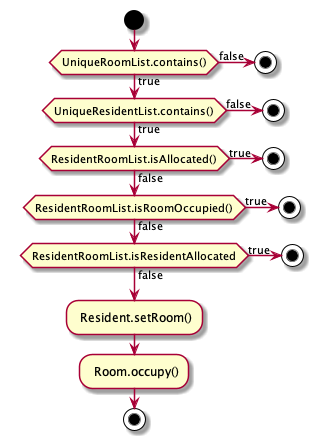 UniqueRoomList.contains()
false
true
UniqueResidentList.contains()
false
true
ResidentRoomList.isAllocated()
true
false
ResidentRoomList.isRoomOccupied()
true
false
ResidentRoomList.isResidentAllocated
true
false
Resident.setRoom()
Room.occupy()